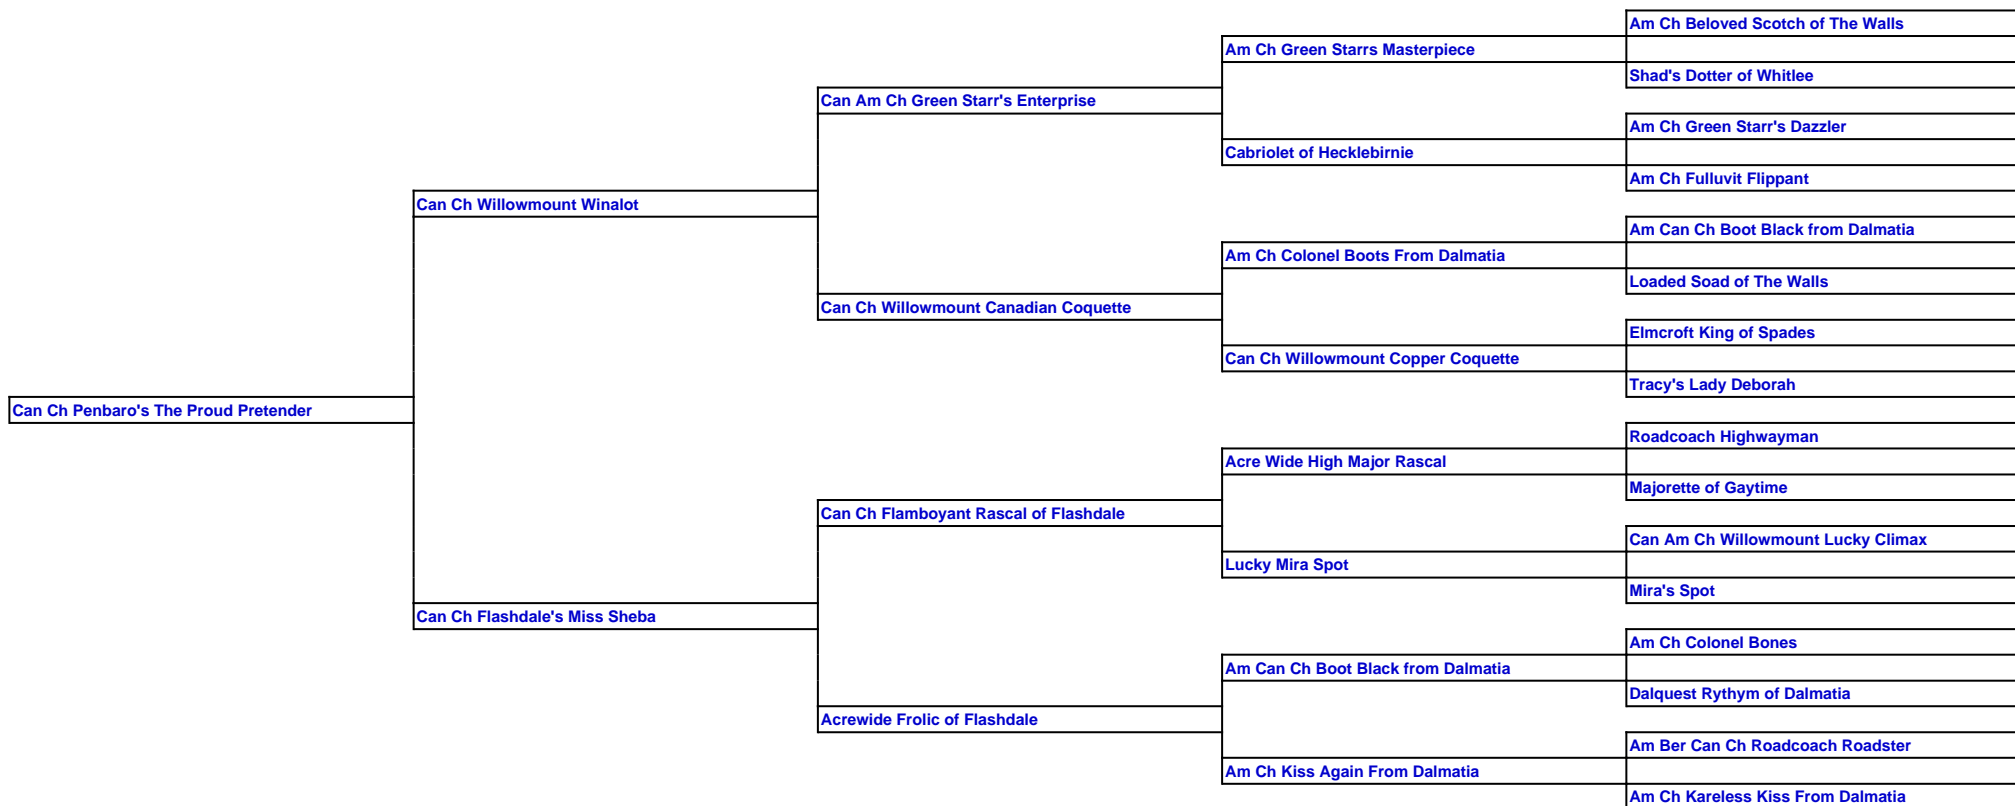 Am Ch Beloved Scotch of The Walls
Am Ch Green Starrs Masterpiece
Shad's Dotter of Whitlee
Can Am Ch Green Starr's Enterprise
Am Ch Green Starr's Dazzler
Cabriolet of Hecklebirnie
Am Ch Fulluvit Flippant
Can Ch Willowmount Winalot
Am Can Ch Boot Black from Dalmatia
Am Ch Colonel Boots From Dalmatia
Loaded Soad of The Walls
Can Ch Willowmount Canadian Coquette
Elmcroft King of Spades
Can Ch Willowmount Copper Coquette
Tracy's Lady Deborah
Can Ch Penbaro's The Proud Pretender
Roadcoach Highwayman
Acre Wide High Major Rascal
Majorette of Gaytime
Can Ch Flamboyant Rascal of Flashdale
Can Am Ch Willowmount Lucky Climax
Lucky Mira Spot
Mira's Spot
Can Ch Flashdale's Miss Sheba
Am Ch Colonel Bones
Am Can Ch Boot Black from Dalmatia
Dalquest Rythym of Dalmatia
Acrewide Frolic of Flashdale
Am Ber Can Ch Roadcoach Roadster
Am Ch Kiss Again From Dalmatia
Am Ch Kareless Kiss From Dalmatia